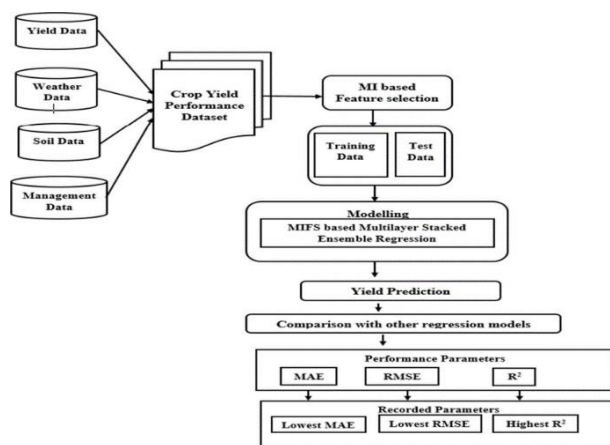 Yield Data
Weather
Data
Soil Data
Management
Data
Crop Yield
Performance
Dataset
MI based
Feature selection
Training
Data
Test
Data
Modelling
MIFS based Multilayer Stacked
Ensemble Regression
Yield Prediction
Comparison with other regression models
Performance Parameters
MAE
RMSE
R²
Recorded Parameters
Lowest MAE
Lowest RMSE
Highest R²